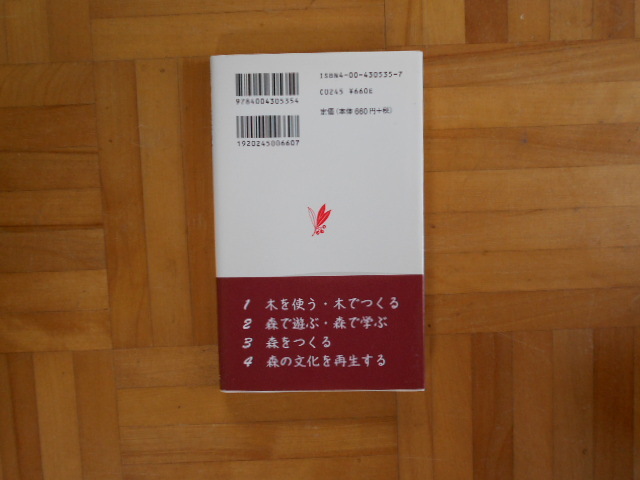 ISBN4-00-430535-7
9784004305354
C0245 ¥660E
定価(本体660円+税)
1920245006607
1 木を使う・木でつくる
2 森で遊ぶ・森で学ぶ
3 森をつくる
4 森の文化を再生する